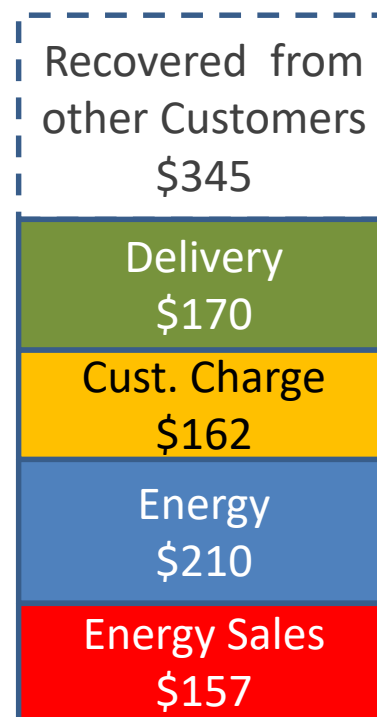 Recovered from
other Customers
$345
Delivery
$170
Cust. Charge
$162
Energy
$210
Energy Sales
$157